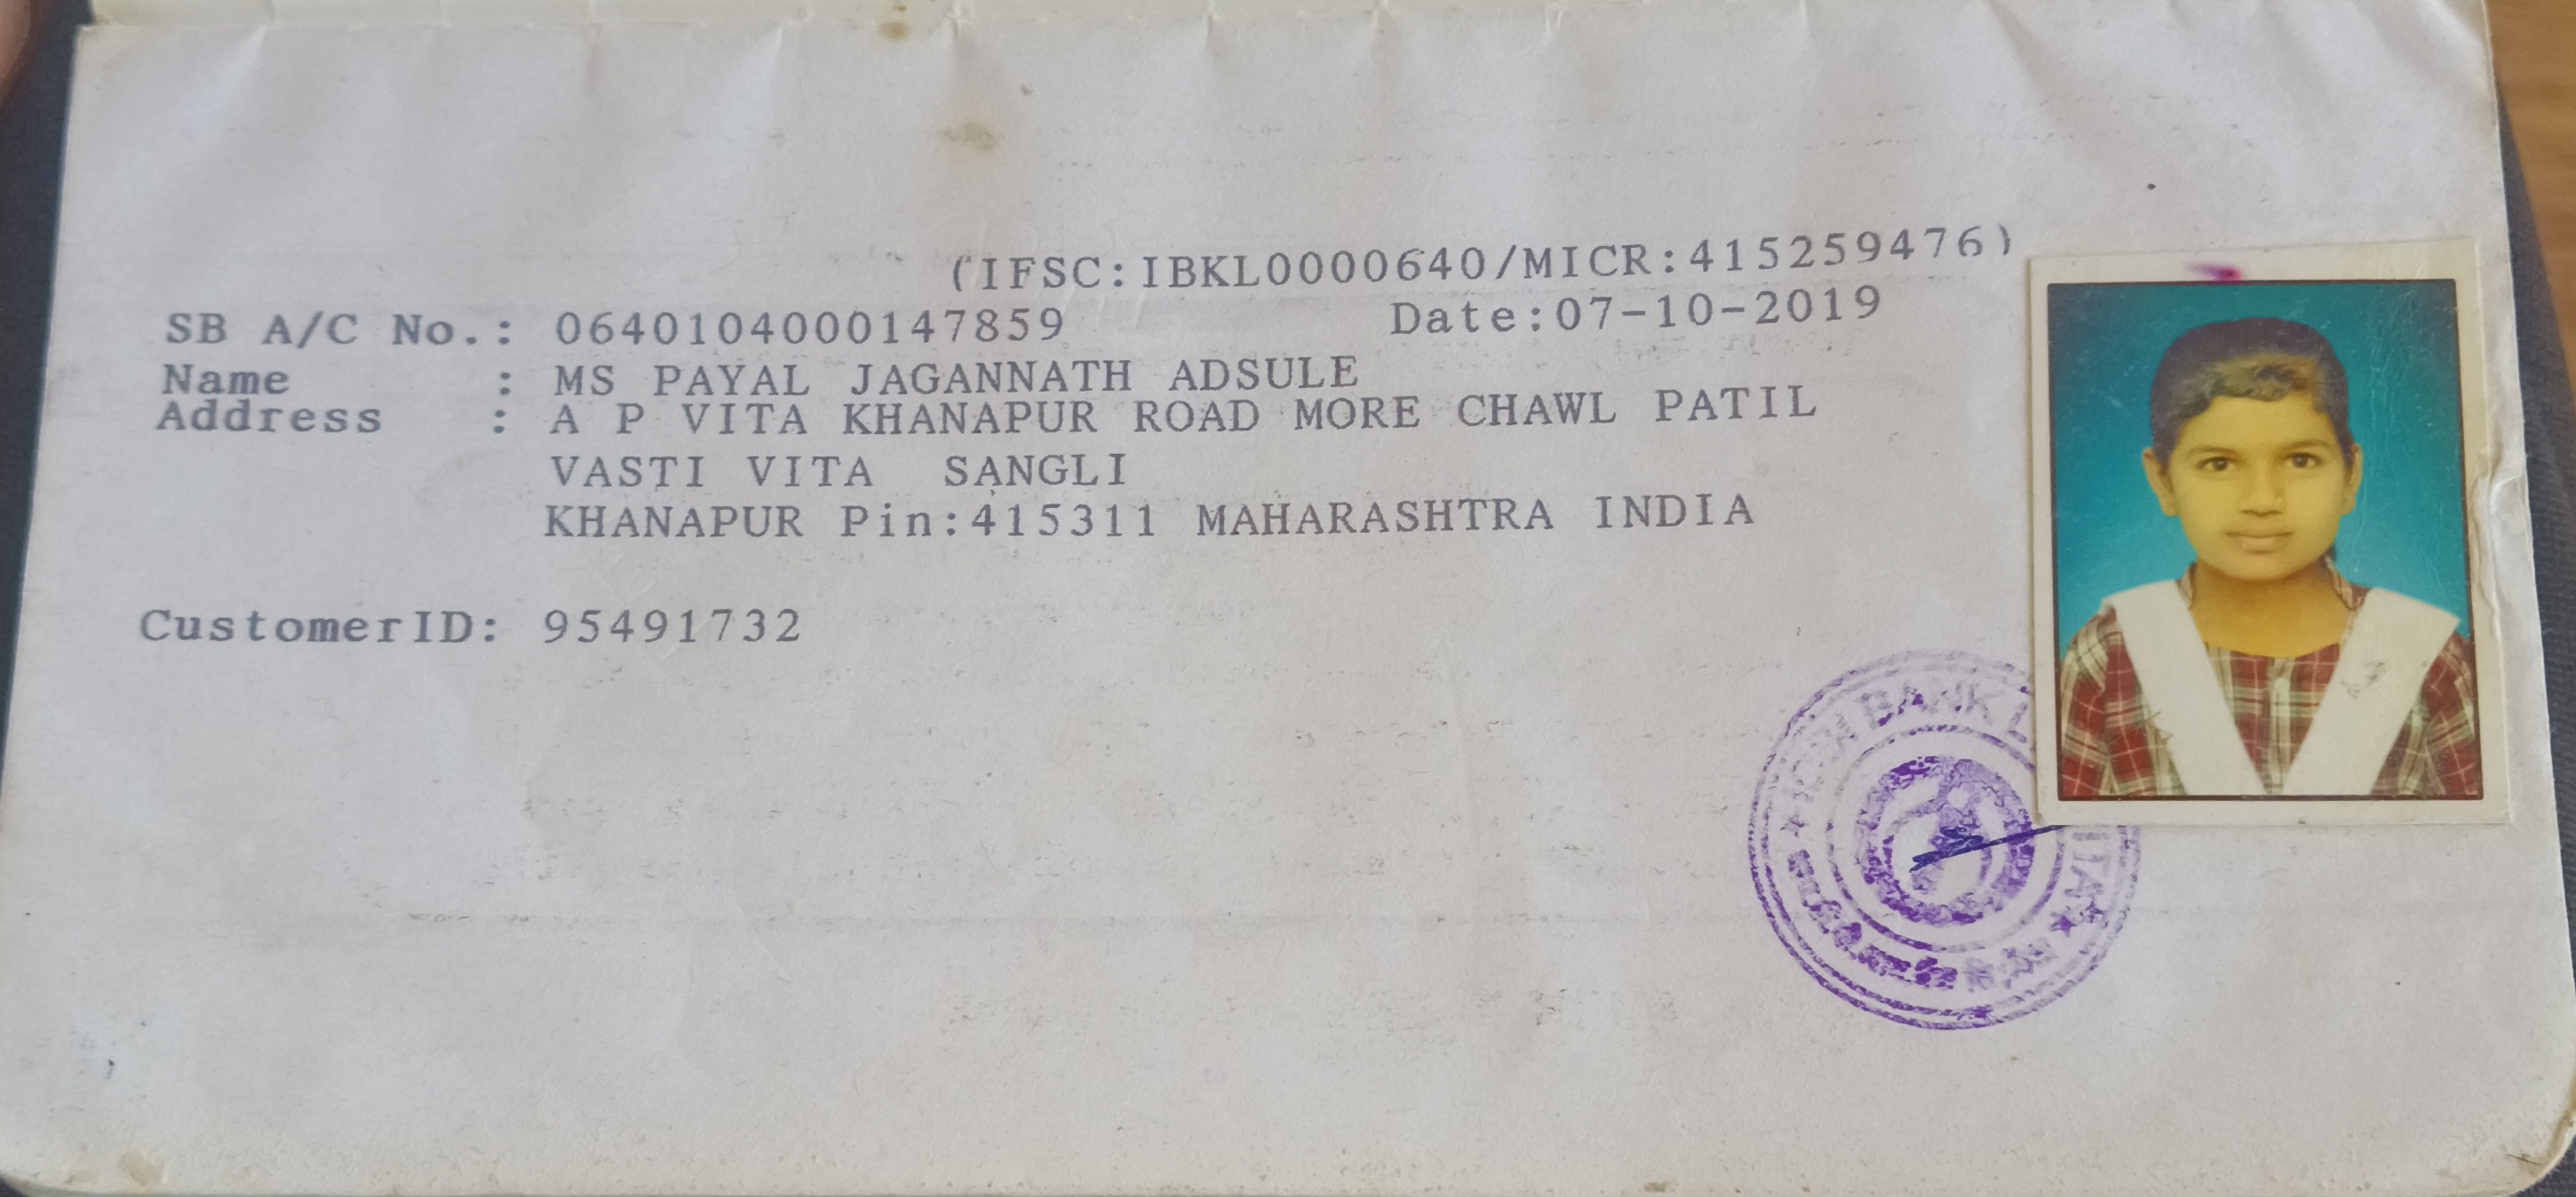 (IFSC:IBKL0000640/MICR:415259476)
SB A/C No.: 0640104000147859 Date:07-10-2019
Name : MS PAYAL JAGANNATH ADSULE
Address : A P VITA KHANAPUR ROAD MORE CHAWL PATIL
VASTI VITA SANGLI
KHANAPUR Pin:415311 MAHARASHTRA INDIA
CustomerID: 95491732
BANK